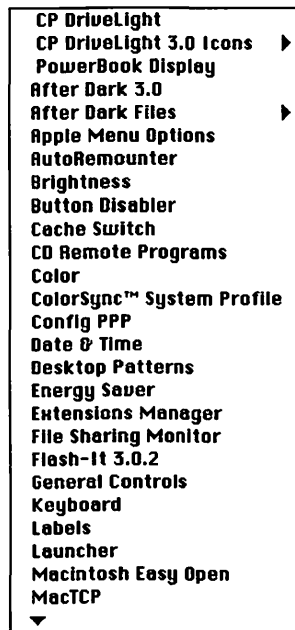 CP DriveLight
CP DriveLight 3.0 Icons
PowerBook Display
After Dark 3.0
After Dark Files
Apple Menu Options
AutoRemounter
Brightness
Button Disabler
Cache Switch
CD Remote Programs
Color
ColorSync™ System Profile
Config PPP
Date & Time
Desktop Patterns
Energy Saver
Extensions Manager
File Sharing Monitor
Flash-It 3.0.2
General Controls
Keyboard
Labels
Launcher
Macintosh Easy Open
MacTCP